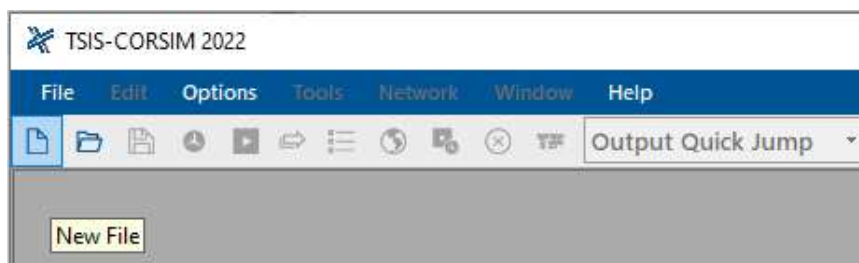 TSIS-CORSIM 2022
File Edit Options Tools Network Window Help
Output Quick Jump
New File